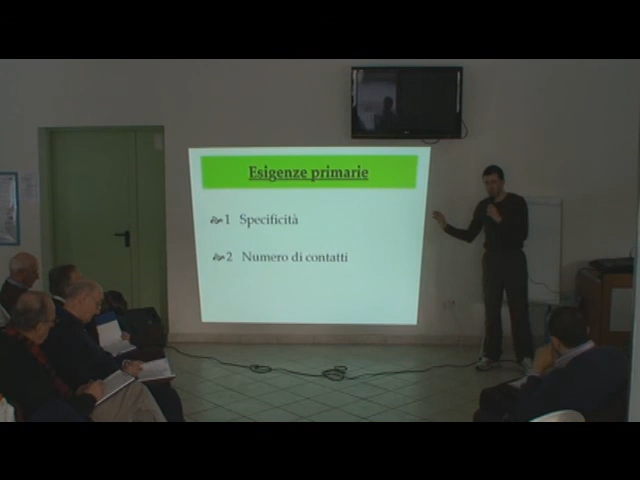 Esigenze primarie
1 Specificità
2 Numero di contatti